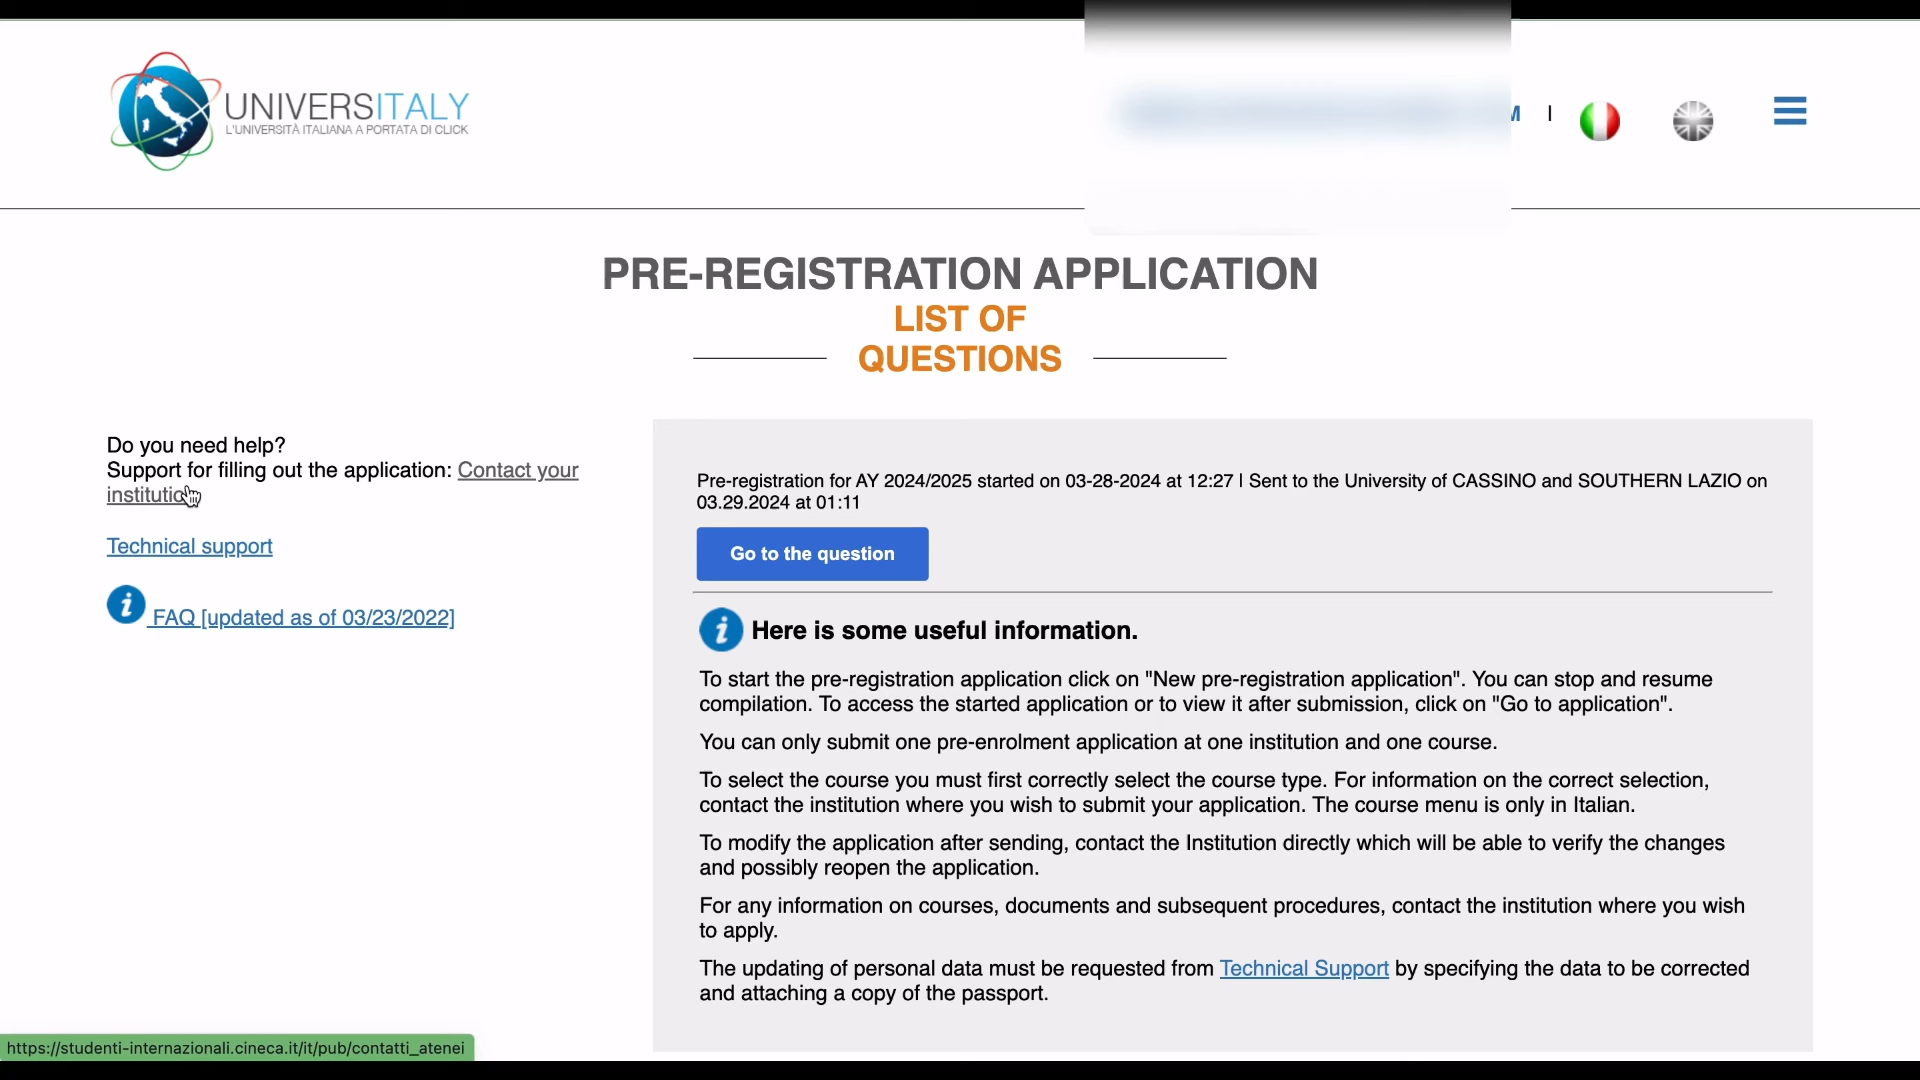 UNIVERSITALY
L'UNIVERSITÀ ITALIANA A PORTATA DI CLICK
M |
PRE-REGISTRATION APPLICATION
LIST OF
QUESTIONS
Do you need help?
Support for filling out the application: Contact your
institutio
Technical support
i FAQ [updated as of 03/23/2022]
Pre-registration for AY 2024/2025 started on 03-28-2024 at 12:27 | Sent to the University of CASSINO and SOUTHERN LAZIO on
03.29.2024 at 01:11
Go to the question
i Here is some useful information.
To start the pre-registration application click on "New pre-registration application". You can stop and resume
compilation. To access the started application or to view it after submission, click on "Go to application".
You can only submit one pre-enrolment application at one institution and one course.
To select the course you must first correctly select the course type. For information on the correct selection,
contact the institution where you wish to submit your application. The course menu is only in Italian.
To modify the application after sending, contact the Institution directly which will be able to verify the changes
and possibly reopen the application.
For any information on courses, documents and subsequent procedures, contact the institution where you wish
to apply.
The updating of personal data must be requested from Technical Support by specifying the data to be corrected
and attaching a copy of the passport.
https://studenti-internazionali.cineca.it/it/pub/contatti_atenei